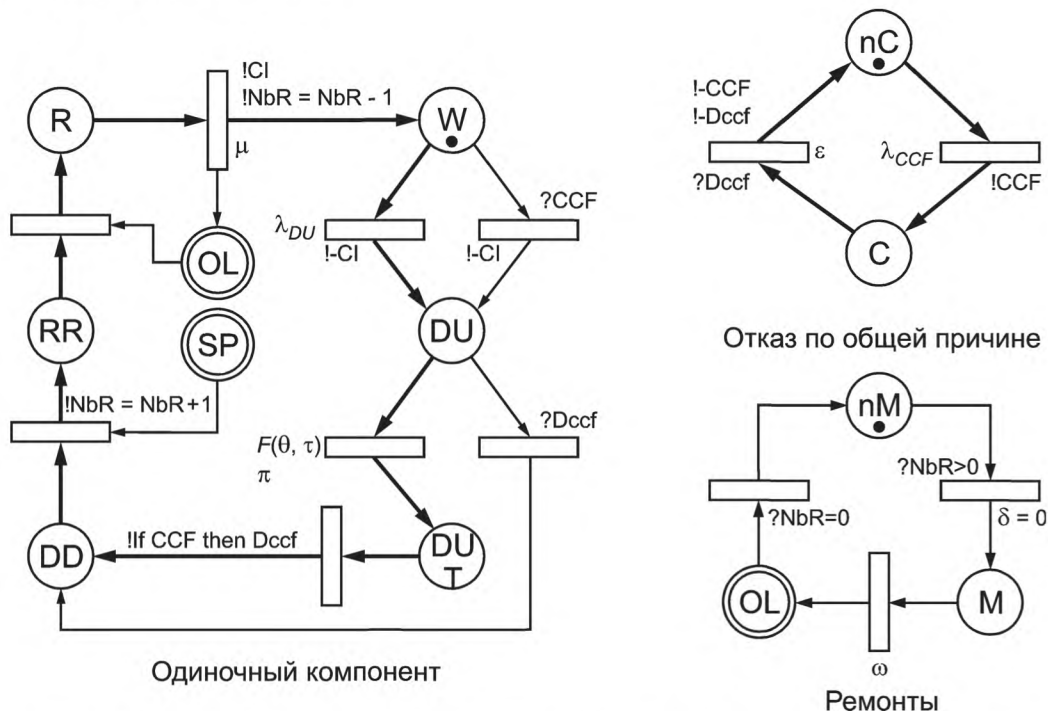 !CI
!NbR = NbR - 1
R
μ
W
OL
λDU
!-CI
?CCF
!-CI
RR
SP
DU
!NbR = NbR+1
F(θ, τ)
π
?Dccf
DD
!If CCF then Dccf
DU
T
Одиночный компонент
nC
!-CCF
!-Dccf
ε
?Dccf
λCCF
!CCF
C
Отказ по общей причине
nM
?NbR>0
δ = 0
?NbR=0
OL
M
ω
Ремонты